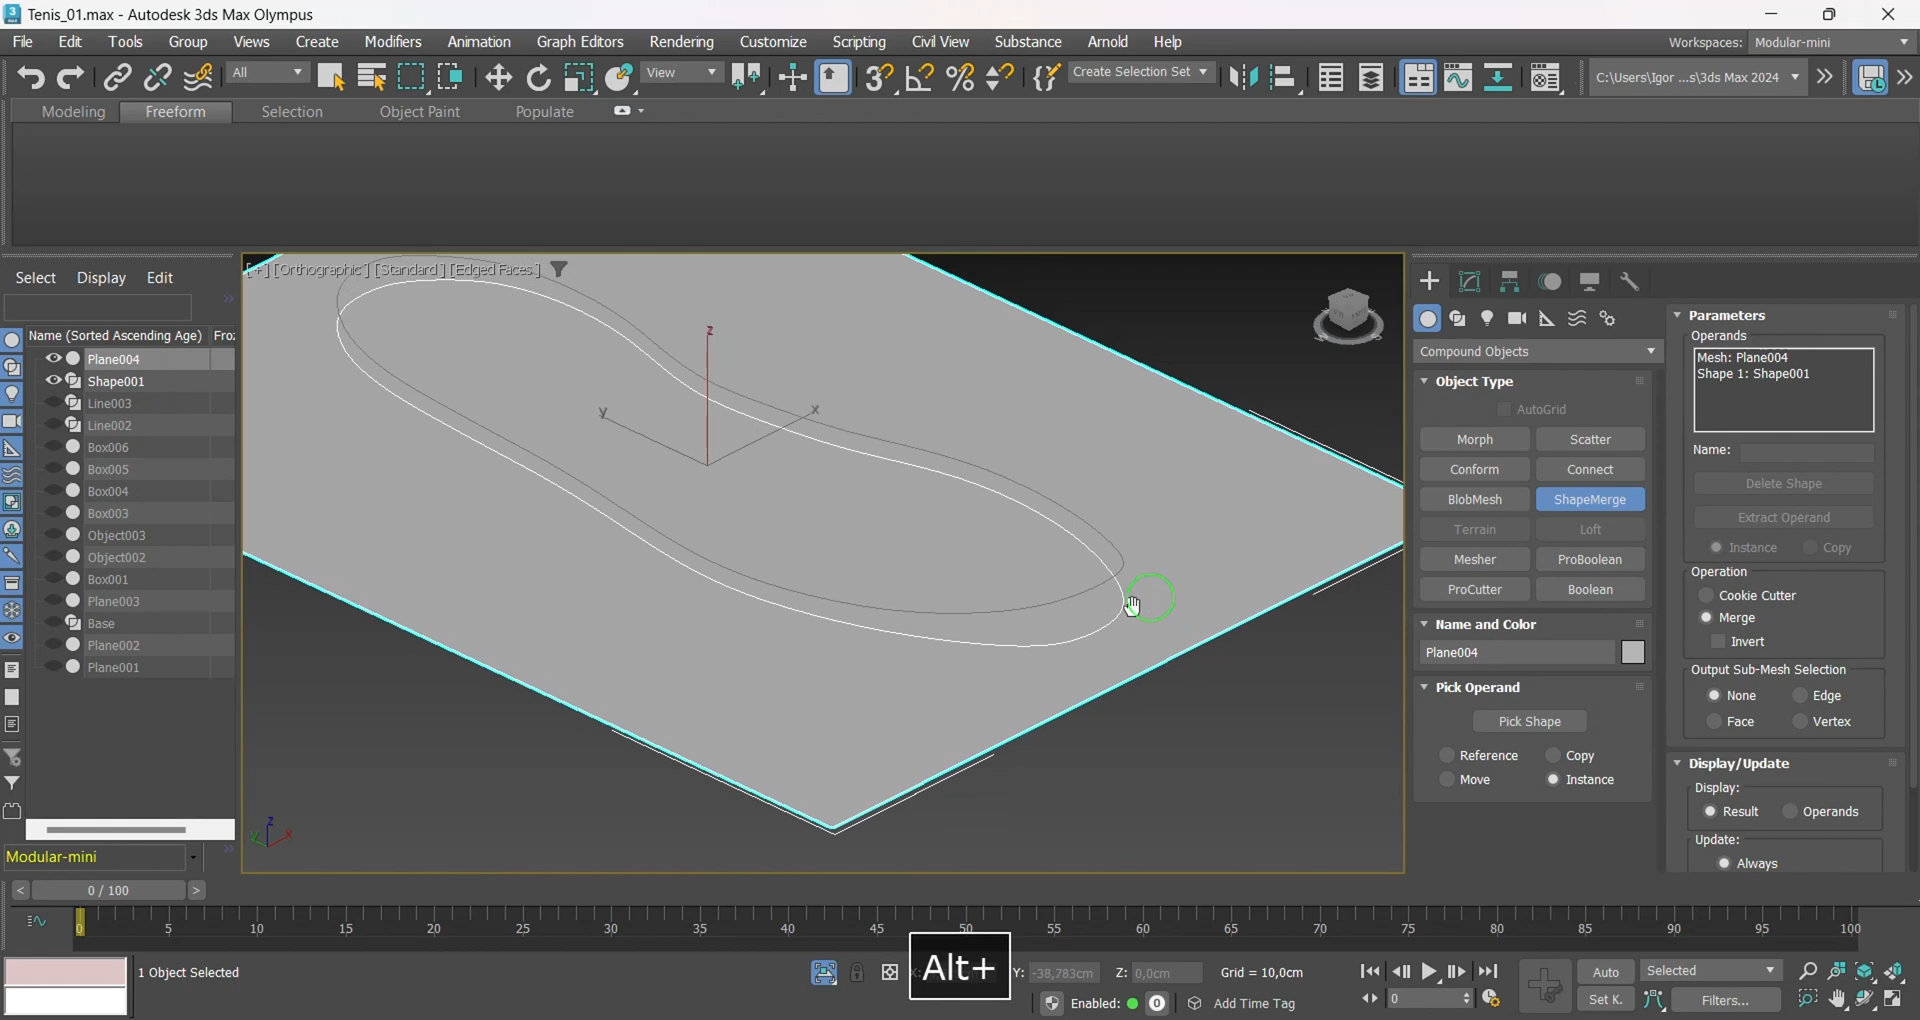 Tenis_01.max - Autodesk 3ds Max Olympus
File Edit Tools Group Views Create Modifiers Animation Graph Editors Rendering Customize Scripting Civil View Substance Arnold Help
Workspaces: Modular-mini
All View Create Selection Set C:\Users\Igor ...s\3ds Max 2024
Modeling Freeform Selection Object Paint Populate
Select Display Edit
[+] [Orthographic] [Standard] [Edged Faces]
Name (Sorted Ascending Age) Fro:
Plane004
Shape001
Line003
Line002
Box006
Box005
Box004
Box003
Object003
Object002
Box001
Plane003
Base
Plane002
Plane001
Modular-mini
z
y
x
z
y
x
Compound Objects
Object Type
AutoGrid
Morph Scatter
Conform Connect
BlobMesh ShapeMerge
Terrain Loft
Mesher ProBoolean
ProCutter Boolean
Name and Color
Plane004
Pick Operand
Pick Shape
Reference Copy
Move Instance
Parameters
Operands
Mesh: Plane004
Shape 1: Shape001
Name:
Delete Shape
Extract Operand
Instance Copy
Operation
Cookie Cutter
Merge
Invert
Output Sub-Mesh Selection
None Edge
Face Vertex
Display/Update
Display:
Result Operands
Update:
Always
< 0 / 100 >
0 5 10 15 20 25 30 35 40 45 50 55 60 65 70 75 80 85 90 95 100
1 Object Selected
Alt+
Y: -38,783cm Z: 0,0cm Grid = 10,0cm
Enabled: 0 Add Time Tag
0
Auto Selected
Set K. Filters...